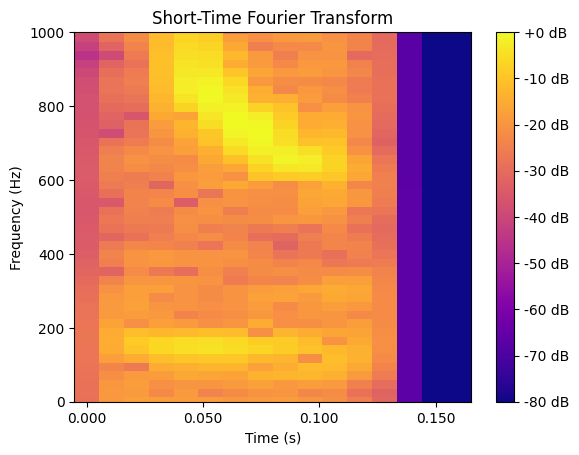 Short-Time Fourier Transform
Frequency (Hz)
1000
800
600
400
200
0
0.000
0.050
0.100
0.150
Time (s)
+0 dB
-10 dB
-20 dB
-30 dB
-40 dB
-50 dB
-60 dB
-70 dB
-80 dB